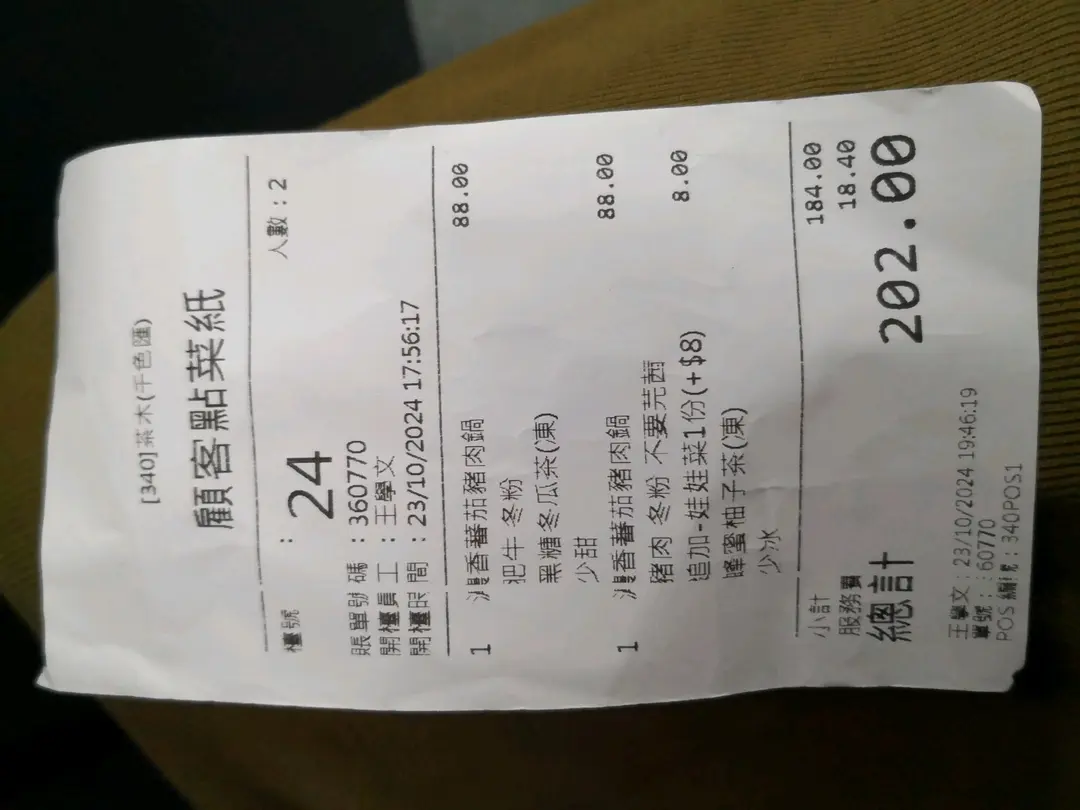 [340]茶木(千色匯)
顧客點菜紙
檯號 : 24 人數 : 2
賬單號碼 : 360770
開檯員工 : 王學文
開檯時間 : 23/10/2024 17:56:17
1 濃香蕃茄豬肉鍋 88.00
肥牛 冬粉
黑糖冬瓜茶(凍)
少甜
1 濃香蕃茄豬肉鍋 88.00
豬肉 冬粉 不要芫茜
追加-娃娃菜1份(+$8) 8.00
蜂蜜柚子茶(凍)
少冰
小計 184.00
服務費 18.40
總計 202.00
王學文 : 23/10/2024 19:46:19
單號 : :60770
POS 編號 : 340POS1